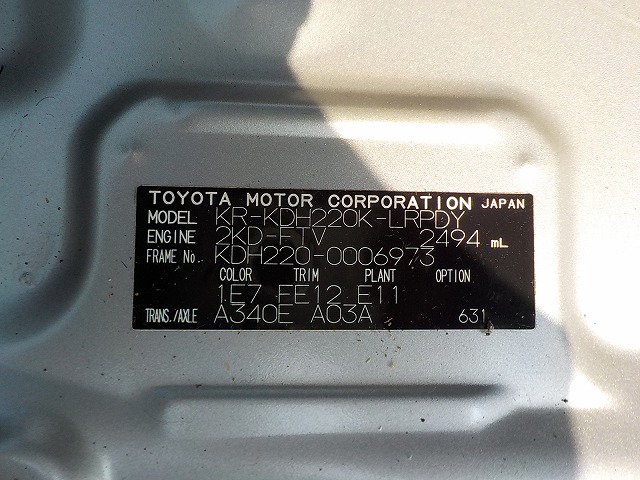 TOYOTA MOTOR CORPORATION JAPAN
MODEL KR-KDH220K-LRPDY
ENGINE 2KD-FTV 2494 mL
FRAME No. KDH220-0006973
COLOR TRIM PLANT OPTION
1E7 FE12 E11
TRANS./AXLE A340E A03A 631